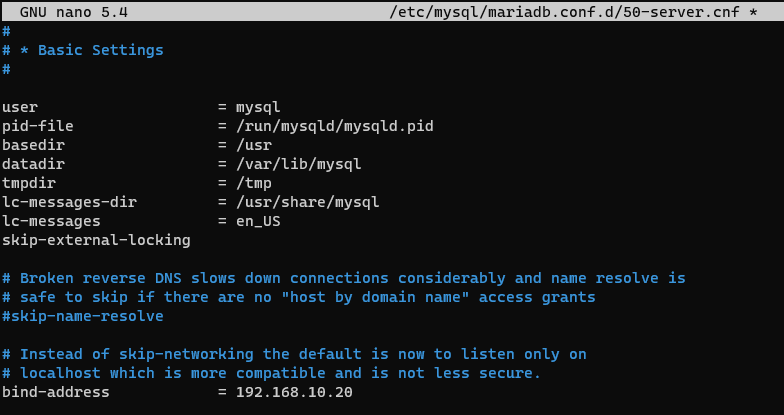 GNU nano 5.4 /etc/mysql/mariadb.conf.d/50-server.cnf *
#
# * Basic Settings
#
user = mysql
pid-file = /run/mysqld/mysqld.pid
basedir = /usr
datadir = /var/lib/mysql
tmpdir = /tmp
lc-messages-dir = /usr/share/mysql
lc-messages = en_US
skip-external-locking
# Broken reverse DNS slows down connections considerably and name resolve is
# safe to skip if there are no "host by domain name" access grants
#skip-name-resolve
# Instead of skip-networking the default is now to listen only on
# localhost which is more compatible and is not less secure.
bind-address = 192.168.10.20